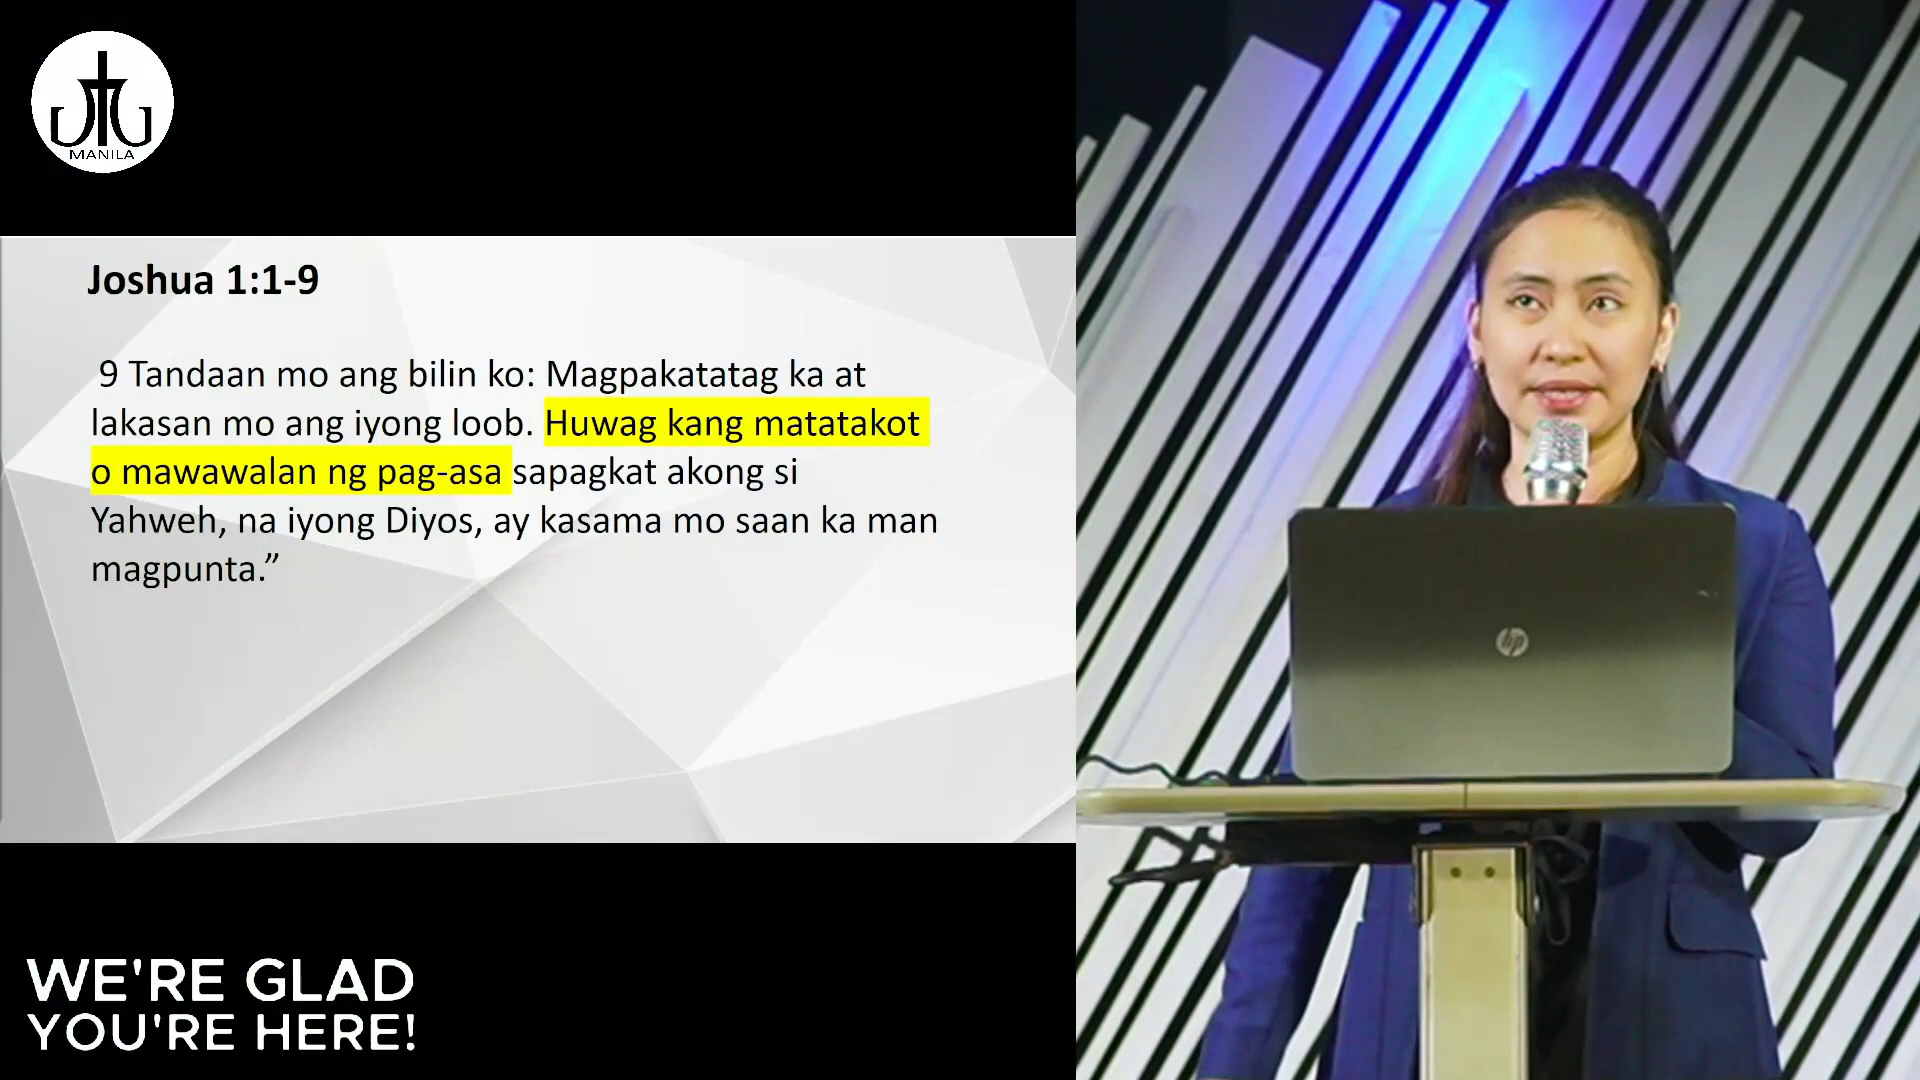 JTG
MANILA
Joshua 1:1-9
9 Tandaan mo ang bilin ko: Magpakatatag ka at
lakasan mo ang iyong loob. Huwag kang matatakot
o mawawalan ng pag-asa sapagkat akong si
Yahweh, na iyong Diyos, ay kasama mo saan ka man
magpunta.”
hp
WE'RE GLAD
YOU'RE HERE!